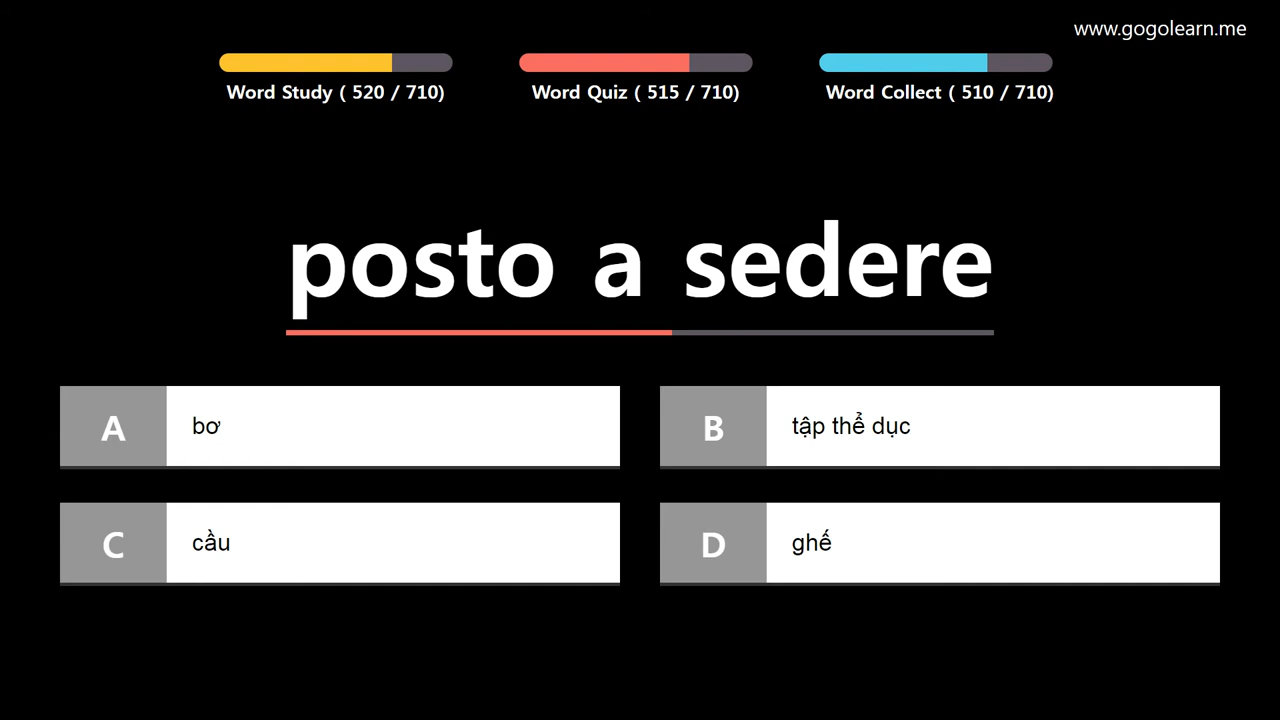 www.gogolearn.me
Word Study ( 520 / 710)
Word Quiz ( 515 / 710)
Word Collect ( 510 / 710)
posto a sedere
A bơ
B tập thể dục
C cầu
D ghế